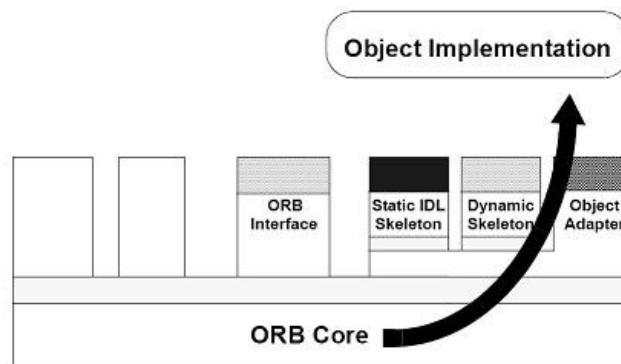 Object Implementation
ORB
Interface
Static IDL
Skeleton
Dynamic
Skeleton
Object
Adapter
ORB Core